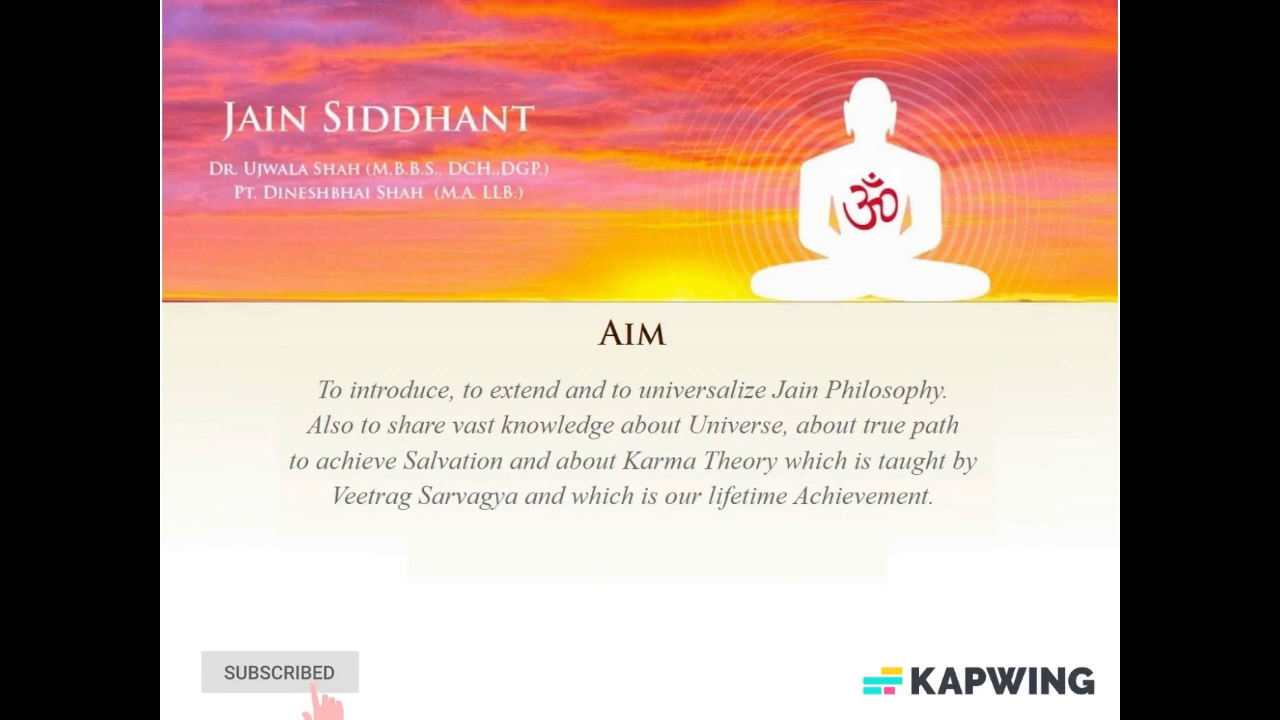 JAIN SIDDHANT
DR. UJWALA SHAH (M.B.B.S., DCH.,DGP.)
PT. DINESHBHAI SHAH (M.A. LLB.)
ॐ
AIM
To introduce, to extend and to universalize Jain Philosophy.
Also to share vast knowledge about Universe, about true path
to achieve Salvation and about Karma Theory which is taught by
Veetrag Sarvagya and which is our lifetime Achievement.
SUBSCRIBED
KAPWING